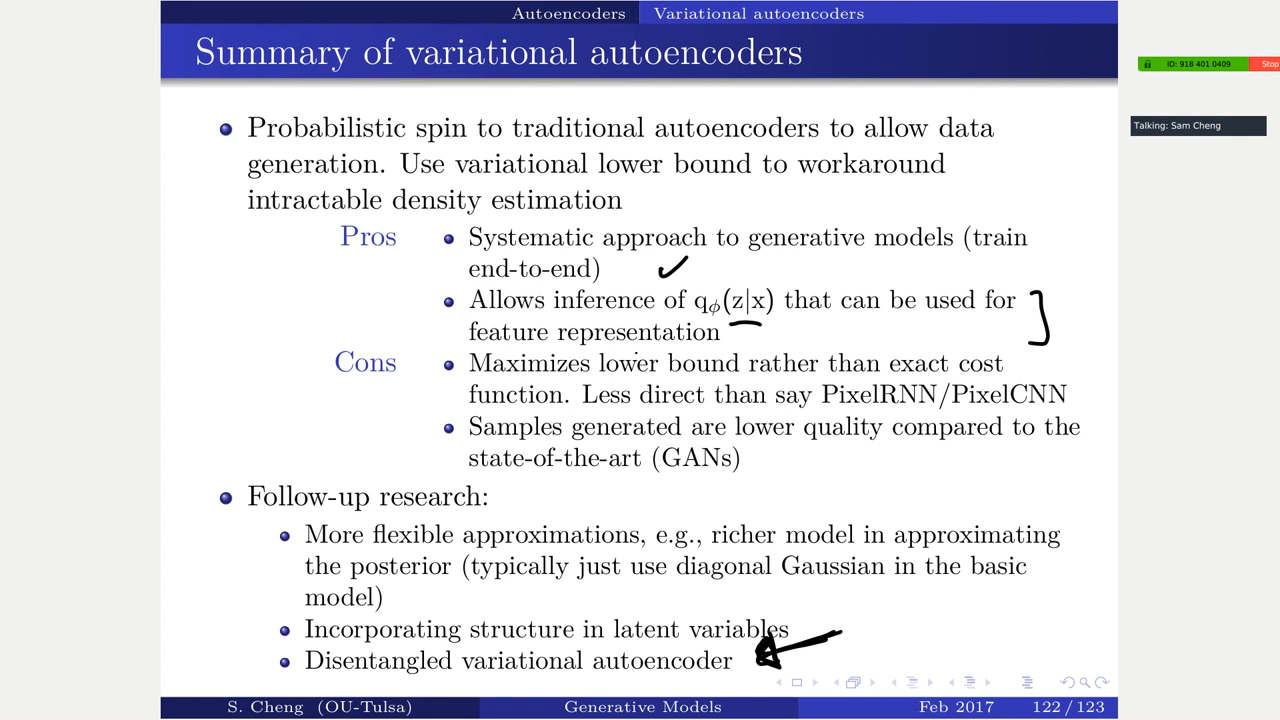 Autoencoders Variational autoencoders
Summary of variational autoencoders
ID: 918 401 0409 Stop
Talking: Sam Cheng
Probabilistic spin to traditional autoencoders to allow data
generation. Use variational lower bound to workaround
intractable density estimation
Pros Systematic approach to generative models (train
end-to-end)
Allows inference of qϕ(z|x) that can be used for
feature representation
Cons Maximizes lower bound rather than exact cost
function. Less direct than say PixelRNN/PixelCNN
Samples generated are lower quality compared to the
state-of-the-art (GANs)
Follow-up research:
More flexible approximations, e.g., richer model in approximating
the posterior (typically just use diagonal Gaussian in the basic
model)
Incorporating structure in latent variables
Disentangled variational autoencoder
S. Cheng (OU-Tulsa) Generative Models Feb 2017 122 / 123